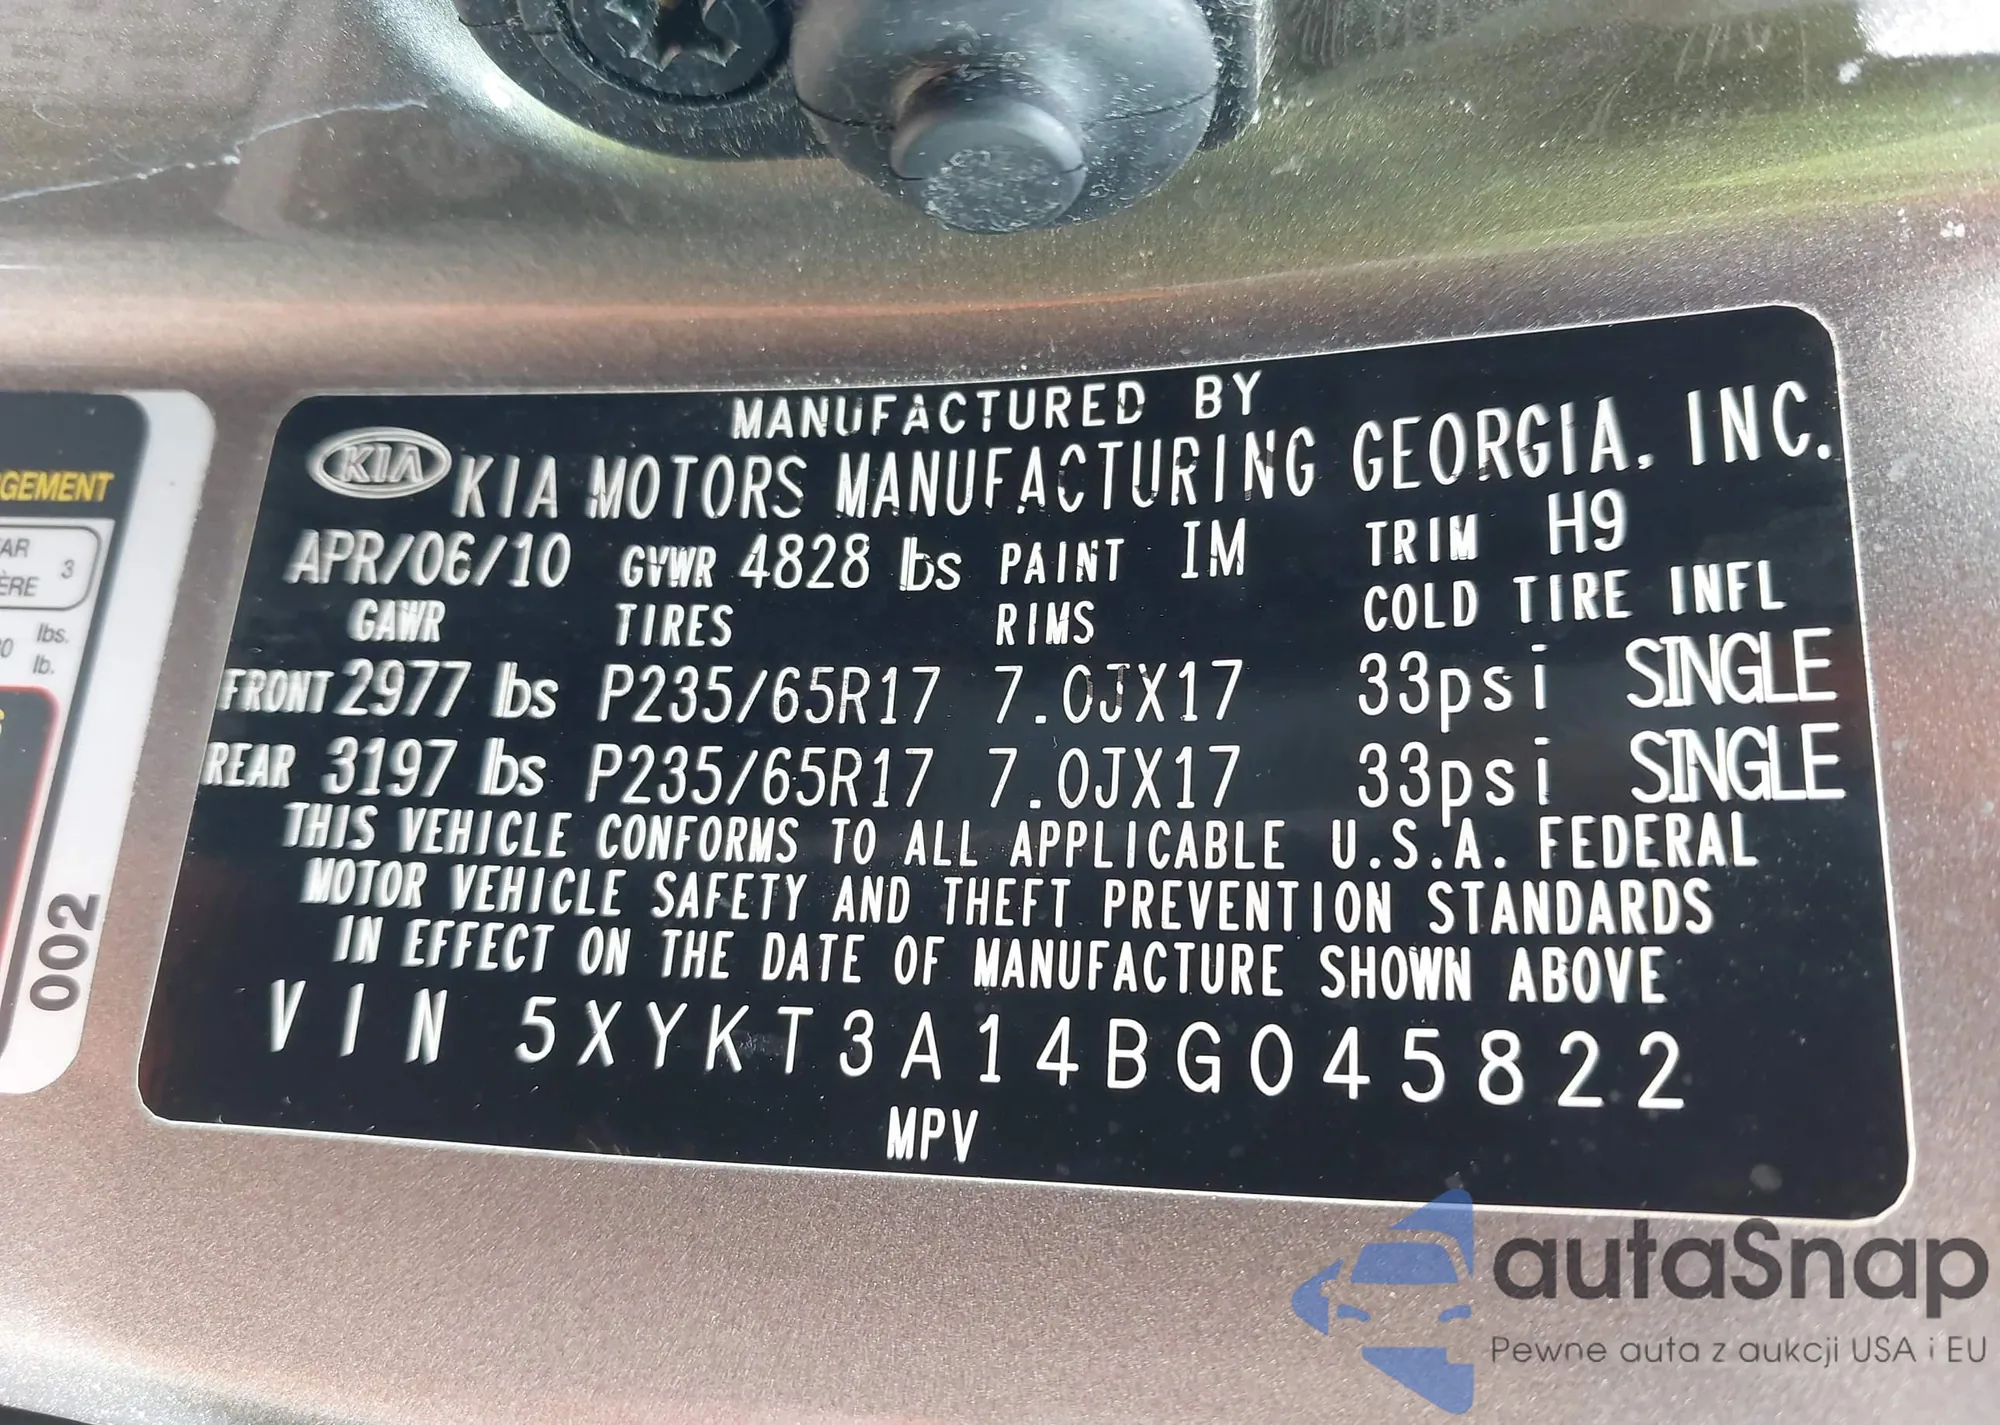 MANUFACTURED BY
KIA KIA MOTORS MANUFACTURING GEORGIA, INC.
APR/06/10 GVWR 4828 lbs PAINT IM TRIM H9
GAWR TIRES RIMS COLD TIRE INFL
FRONT 2977 lbs P235/65R17 7.0JX17 33psi SINGLE
REAR 3197 lbs P235/65R17 7.0JX17 33psi SINGLE
THIS VEHICLE CONFORMS TO ALL APPLICABLE U.S.A. FEDERAL
MOTOR VEHICLE SAFETY AND THEFT PREVENTION STANDARDS
IN EFFECT ON THE DATE OF MANUFACTURE SHOWN ABOVE
VIN 5XYKT3A14BG045822
MPV
3
lbs.
lb.
002
autaSnap
Pewne auta z aukcji USA i EU